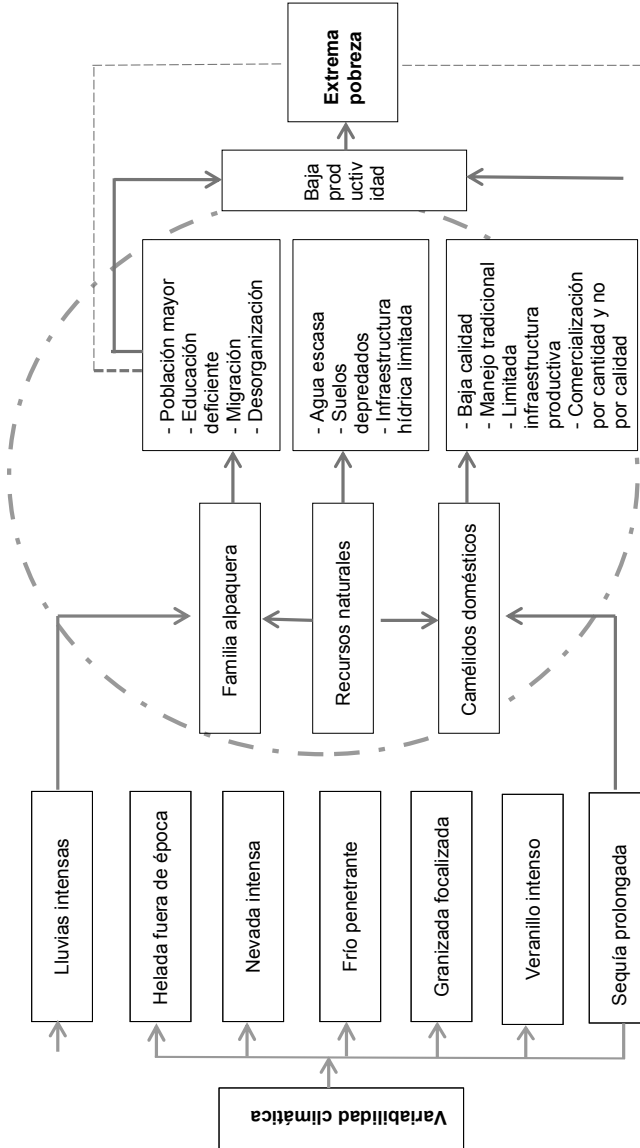 Variabilidad climática
Lluvias intensas
Helada fuera de época
Nevada intensa
Frío penetrante
Granizada focalizada
Veranillo intenso
Sequía prolongada
Familia alpaquera
Recursos naturales
Camélidos domésticos
- Población mayor
- Educación
deficiente
- Migración
- Desorganización
- Agua escasa
- Suelos
depredados
- Infraestructura
hídrica limitada
- Baja calidad
- Manejo tradicional
- Limitada
infraestructura
productiva
- Comercialización
por cantidad y no
por calidad
Baja
prod
uctiv
idad
Extrema
pobreza